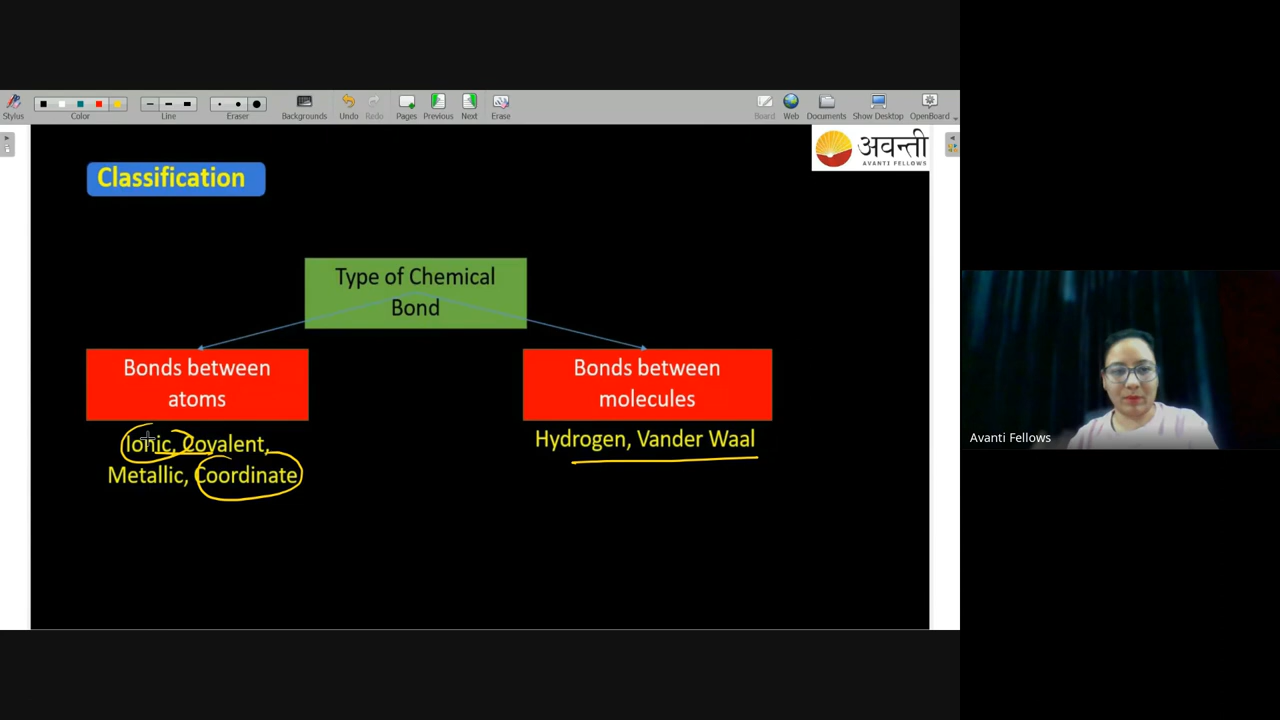 Stylus
Color
Line
Eraser
Backgrounds
Undo
Redo
Pages
Previous
Next
Erase
Board
Web
Documents
Show Desktop
OpenBoard
अवन्ती
AVANTI FELLOWS
Classification
Type of Chemical
Bond
Bonds between
atoms
Bonds between
molecules
Ionic, Covalent,
Metallic, Coordinate
Hydrogen, Vander Waal
Avanti Fellows